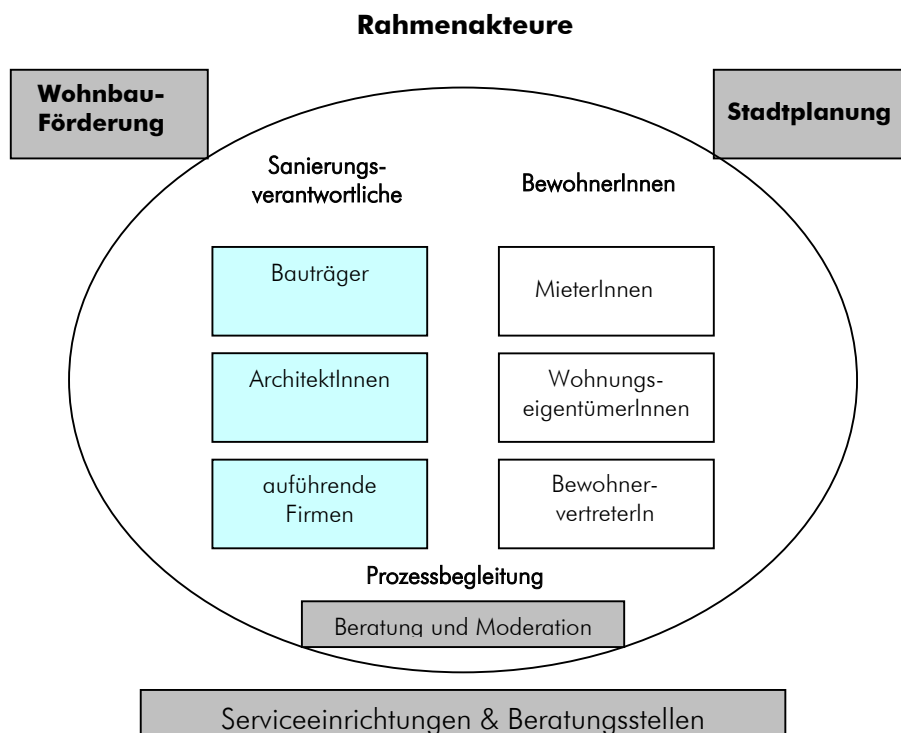 Rahmenakteure
Wohnbau-
Förderung
Stadtplanung
Sanierungs-
verantwortliche
BewohnerInnen
Bauträger
MieterInnen
ArchitektInnen
Wohnungs-
eigentümerInnen
auführende
Firmen
Bewohner-
vertreterIn
Prozessbegleitung
Beratung und Moderation
Serviceeinrichtungen & Beratungsstellen